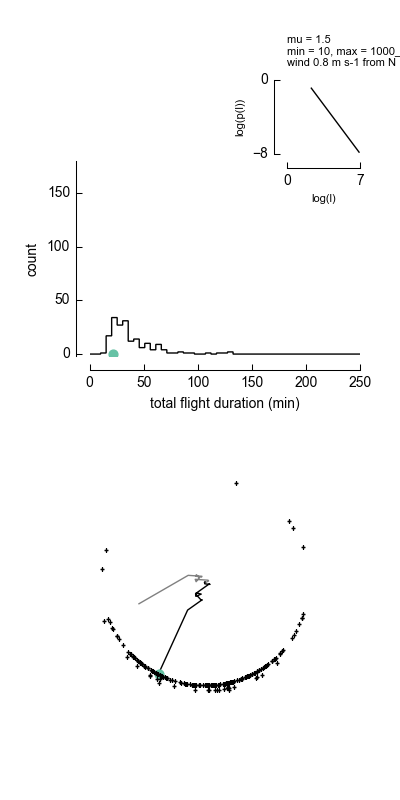 mu = 1.5
min = 10, max = 1000_
wind 0.8 m s-1 from N
0
log(p(l))
−8
0
7
log(l)
150
100
count
50
0
0
50
100
150
200
250
total flight duration (min)